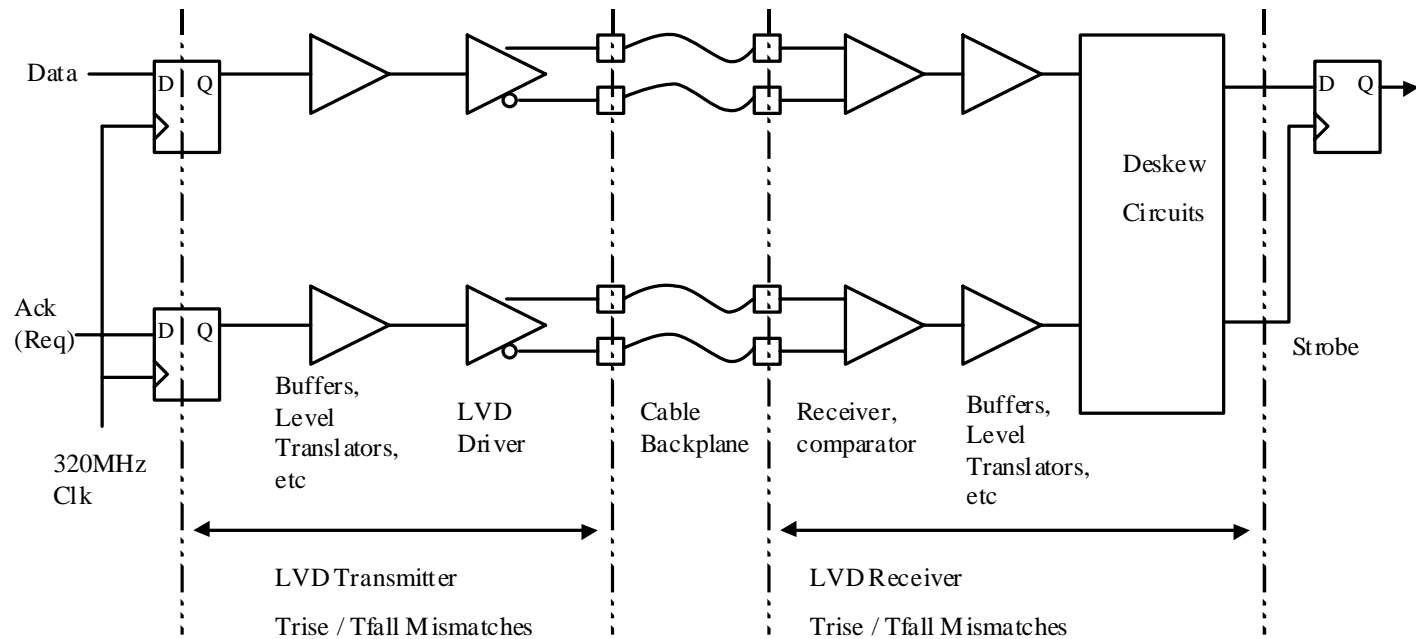 Data
D Q
D Q
Deskew
Circuits
Ack
(Req)
D Q
Strobe
Buffers,
Level
Translators,
etc
LVD
Driver
Cable
Backplane
Receiver,
comparator
Buffers,
Level
Translators,
etc
320MHz
Clk
LVD Transmitter
Trise / Tfall Mismatches
LVD Receiver
Trise / Tfall Mismatches